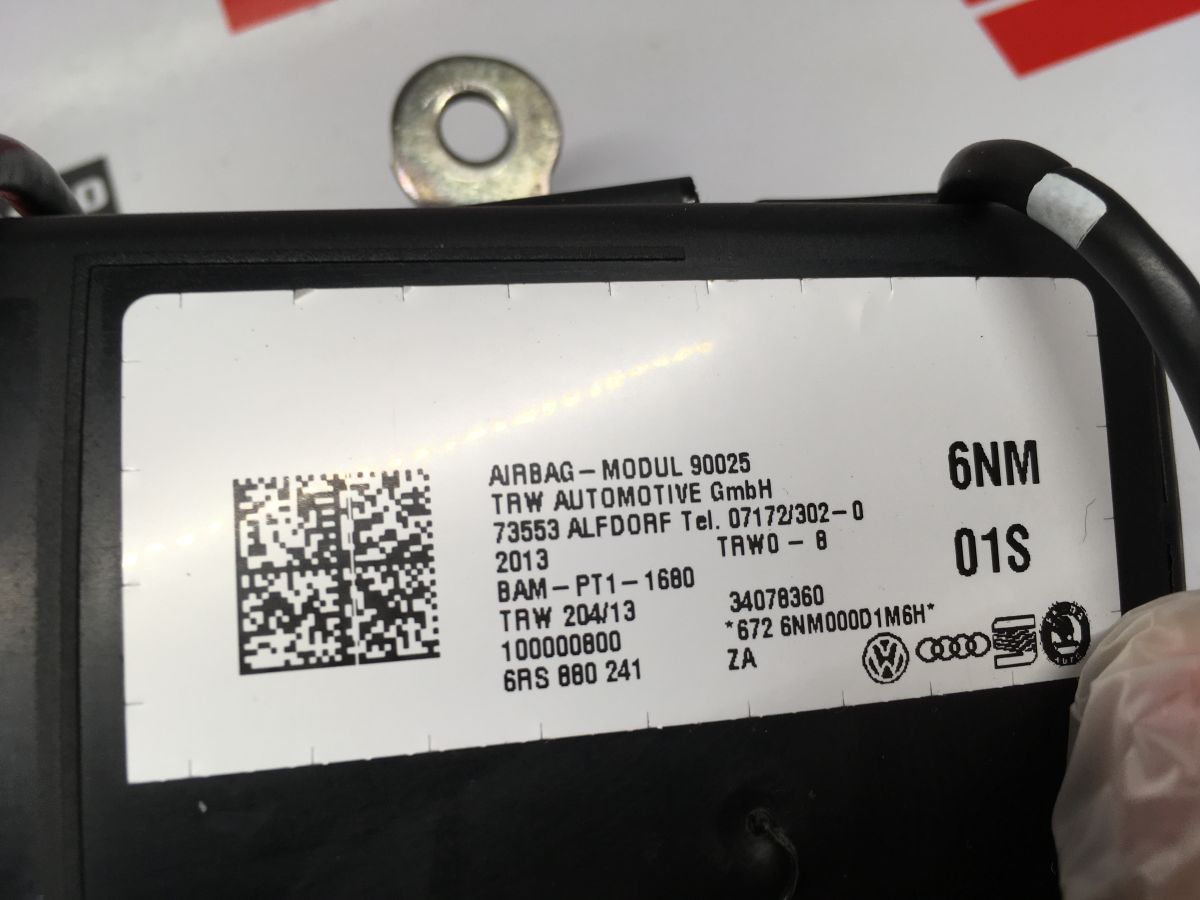 AIRBAG-MODUL 90025
TRW AUTOMOTIVE GmbH
73553 ALFDORF Tel. 07172/302-0
2013 TRW0 - 8
BAM-PT1-1680
TRW 204/13 34078360
100000800 *672 6NM000D1M6H*
6RS 880 241 ZA
6NM
01S